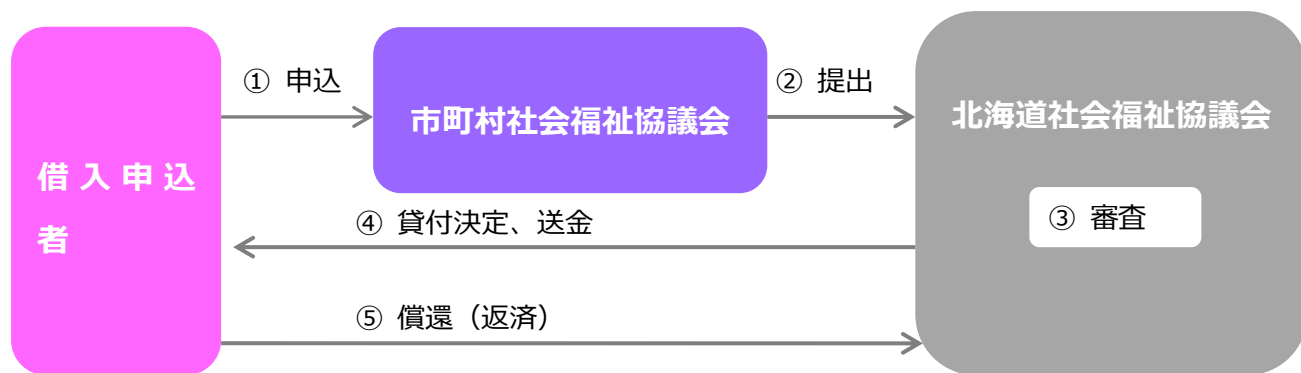 ① 申込
② 提出
市町村社会福祉協議会
北海道社会福祉協議会
借入申込
者
③ 審査
④ 貸付決定、送金
⑤ 償還（返済）